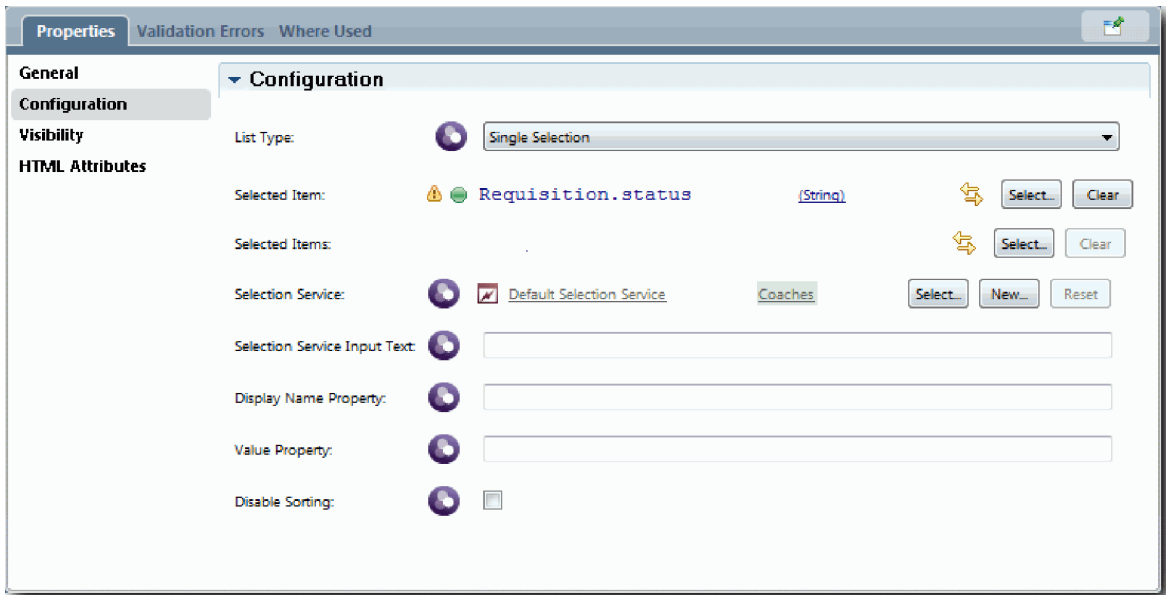 Properties Validation Errors Where Used
General
Configuration
Visibility
HTML Attributes
Configuration
List Type: Single Selection
Selected Item: Requisition.status (String) Select... Clear
Selected Items: Select... Clear
Selection Service: Default Selection Service Coaches Select... New... Reset
Selection Service Input Text:
Display Name Property:
Value Property:
Disable Sorting: